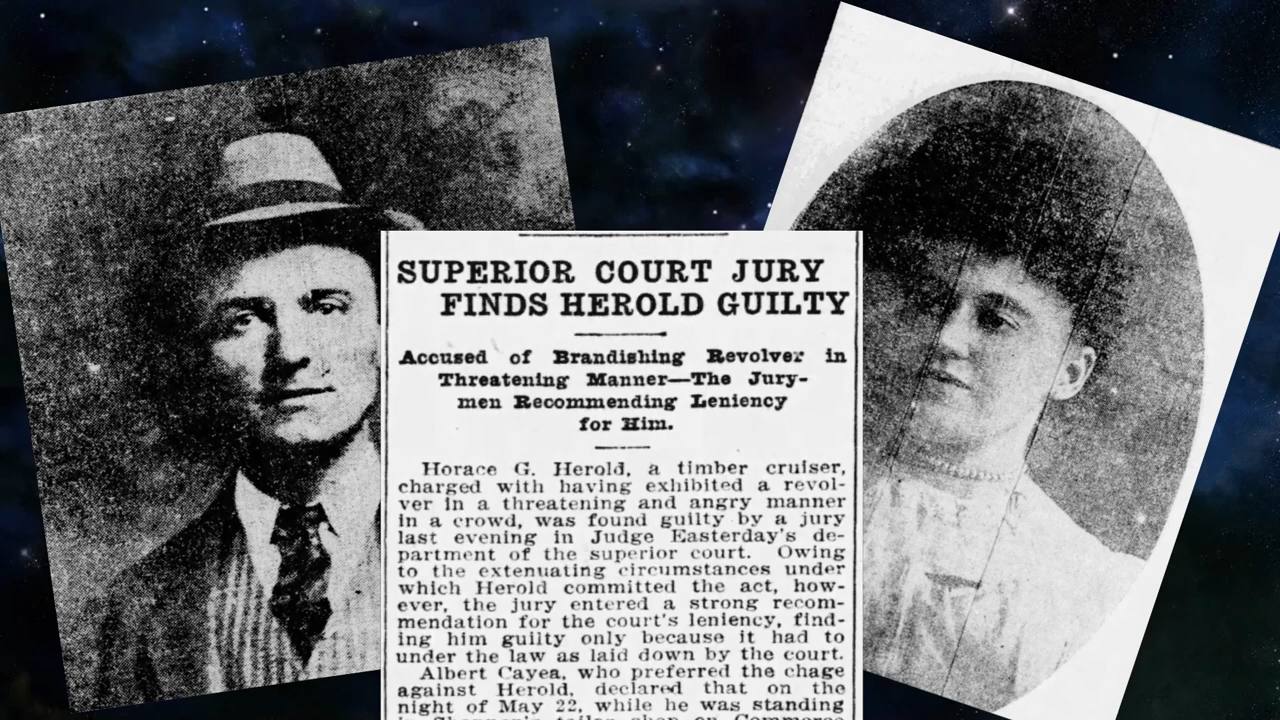 SUPERIOR COURT JURY
FINDS HEROLD GUILTY
Accused of Brandishing Revolver in
Threatening Manner—The Jury-
men Recommending Leniency
for Him.
Horace G. Herold, a timber cruiser,
charged with having exhibited a revol-
ver in a threatening and angry manner
in a crowd, was found guilty by a jury
last evening in Judge Easterday's de-
partment of the superior court. Owing
to the extenuating circumstances under
which Herold committed the act, how-
ever, the jury entered a strong recom-
mendation for the court's leniency, find-
ing him guilty only because it had to
under the law as laid down by the court.
Albert Cayea, who preferred the chage
against Herold, declared that on the
night of May 22, while he was standing
tailor shop on Commerce